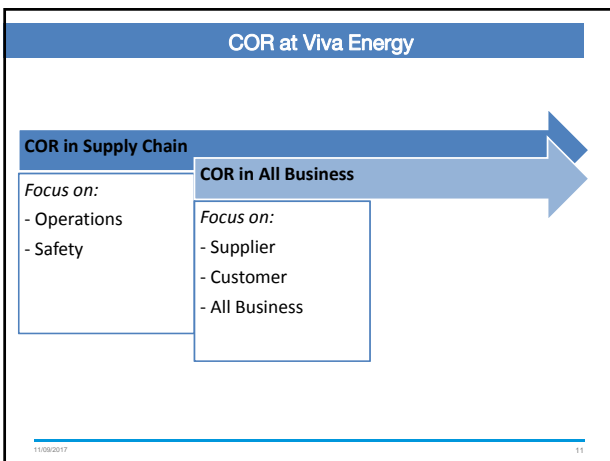 COR at Viva Energy
COR in Supply Chain
Focus on:
- Operations
- Safety
COR in All Business
Focus on:
- Supplier
- Customer
- All Business
11/09/2017
11